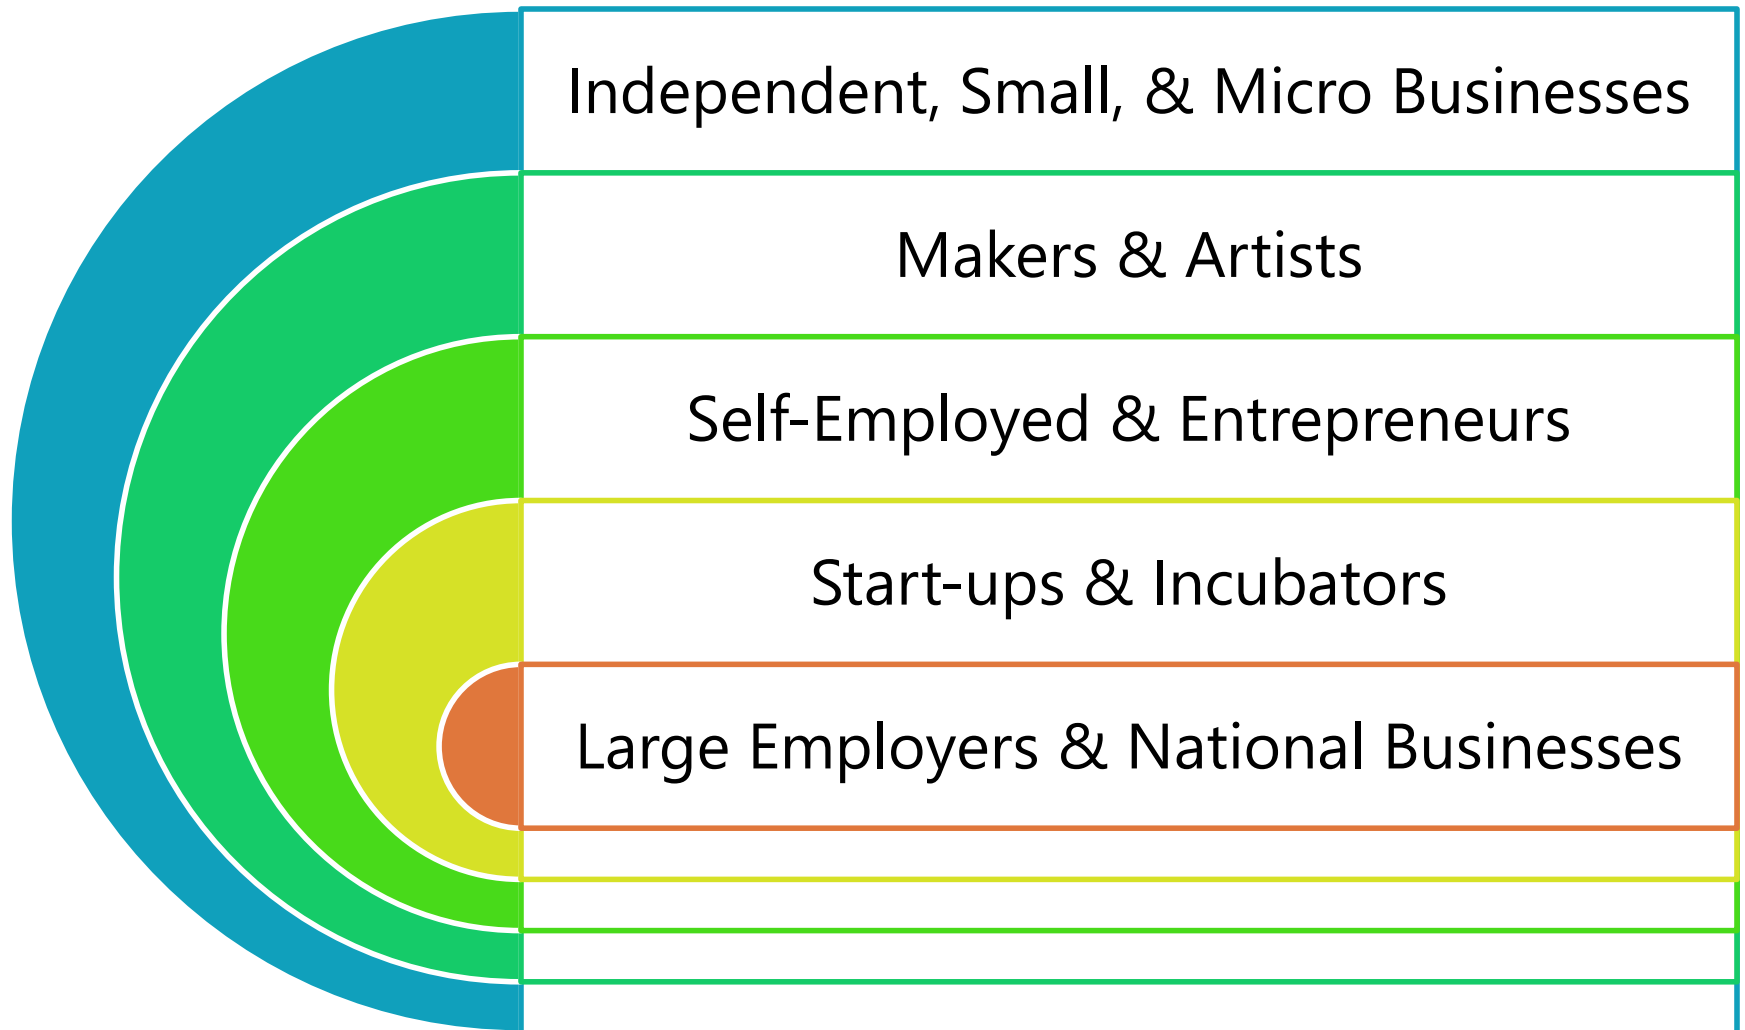 Independent, Small, & Micro Businesses
Makers & Artists
Self-Employed & Entrepreneurs
Start-ups & Incubators
Large Employers & National Businesses